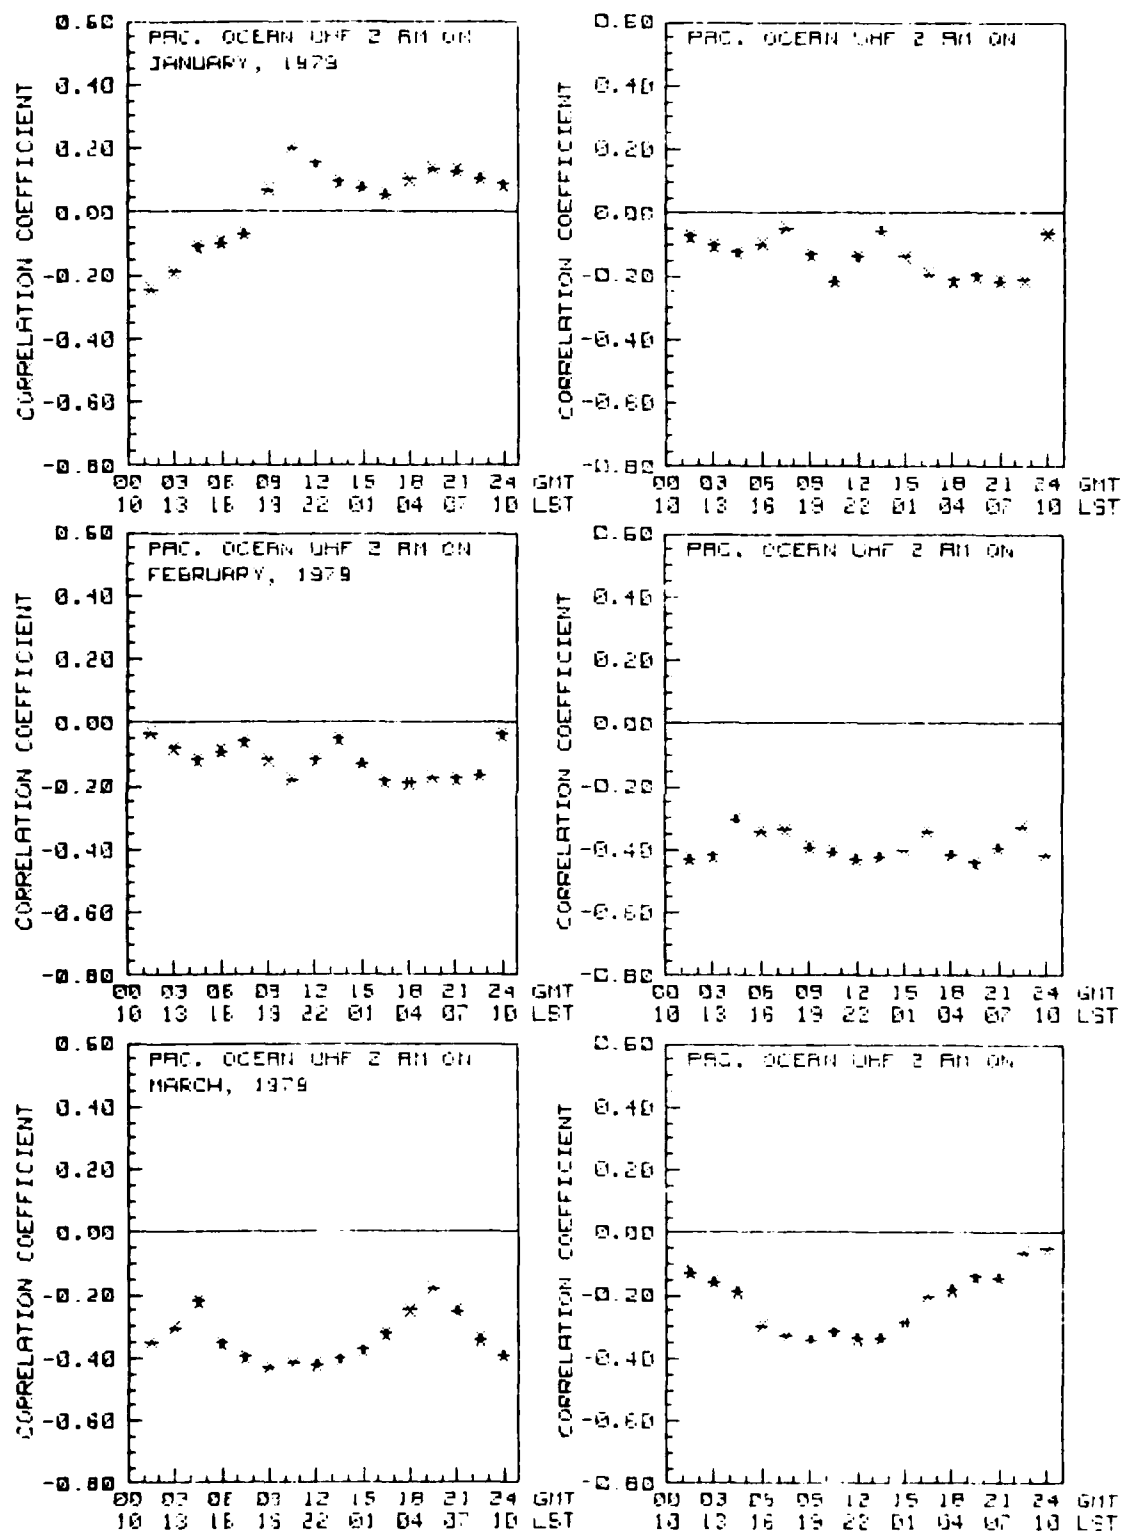 0.60
PAC. OCEAN UHF 2 AM ON
JANUARY, 1979
0.40
0.20
0.00
-0.20
-0.40
-0.60
-0.80
CORRELATION COEFFICIENT
00 03 06 09 12 15 18 21 24 GMT
10 13 16 19 22 01 04 07 10 LST
0.60
PAC. OCEAN UHF 2 AM ON
0.40
0.20
0.00
-0.20
-0.40
-0.60
-0.80
CORRELATION COEFFICIENT
00 03 06 09 12 15 18 21 24 GMT
10 13 16 19 22 01 04 07 10 LST
0.60
PAC. OCEAN UHF 2 AM ON
FEBRUARY, 1979
0.40
0.20
0.00
-0.20
-0.40
-0.60
-0.80
CORRELATION COEFFICIENT
00 03 06 09 12 15 18 21 24 GMT
10 13 16 19 22 01 04 07 10 LST
0.60
PAC. OCEAN UHF 2 AM ON
0.40
0.20
0.00
-0.20
-0.40
-0.60
-0.80
CORRELATION COEFFICIENT
00 03 06 09 12 15 18 21 24 GMT
10 13 16 19 22 01 04 07 10 LST
0.60
PAC. OCEAN UHF 2 AM ON
MARCH, 1979
0.40
0.20
0.00
-0.20
-0.40
-0.60
-0.80
CORRELATION COEFFICIENT
00 03 06 09 12 15 18 21 24 GMT
10 13 16 19 22 01 04 07 10 LST
0.60
PAC. OCEAN UHF 2 AM ON
0.40
0.20
0.00
-0.20
-0.40
-0.60
-0.80
CORRELATION COEFFICIENT
00 03 06 09 12 15 18 21 24 GMT
10 13 16 19 22 01 04 07 10 LST